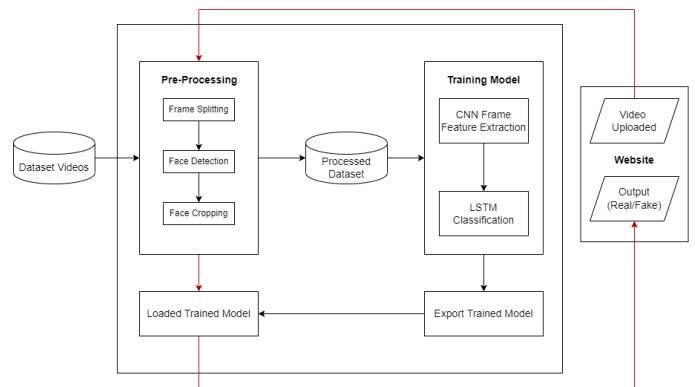 Pre-Processing
Frame Splitting
Face Detection
Face Cropping
Dataset Videos
Processed
Dataset
Training Model
CNN Frame
Feature Extraction
LSTM
Classification
Video
Uploaded
Website
Output
(Real/Fake)
Loaded Trained Model
Export Trained Model